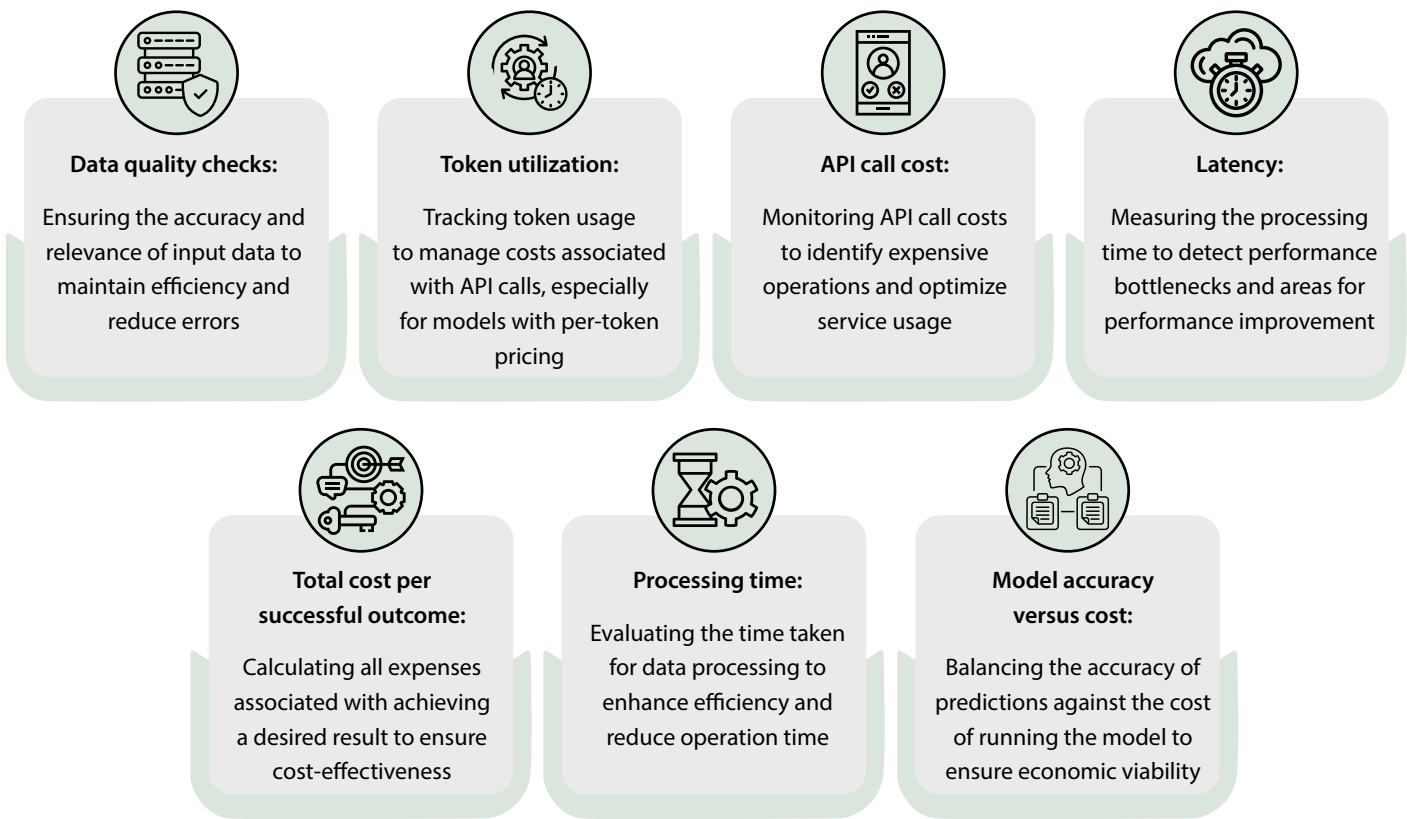 Data quality checks:
Ensuring the accuracy and
relevance of input data to
maintain efficiency and
reduce errors
Token utilization:
Tracking token usage
to manage costs associated
with API calls, especially
for models with per-token
pricing
API call cost:
Monitoring API call costs
to identify expensive
operations and optimize
service usage
Latency:
Measuring the processing
time to detect performance
bottlenecks and areas for
performance improvement
Total cost per
successful outcome:
Calculating all expenses
associated with achieving
a desired result to ensure
cost-effectiveness
Processing time:
Evaluating the time taken
for data processing to
enhance efficiency and
reduce operation time
Model accuracy
versus cost:
Balancing the accuracy of
predictions against the cost
of running the model to
ensure economic viability